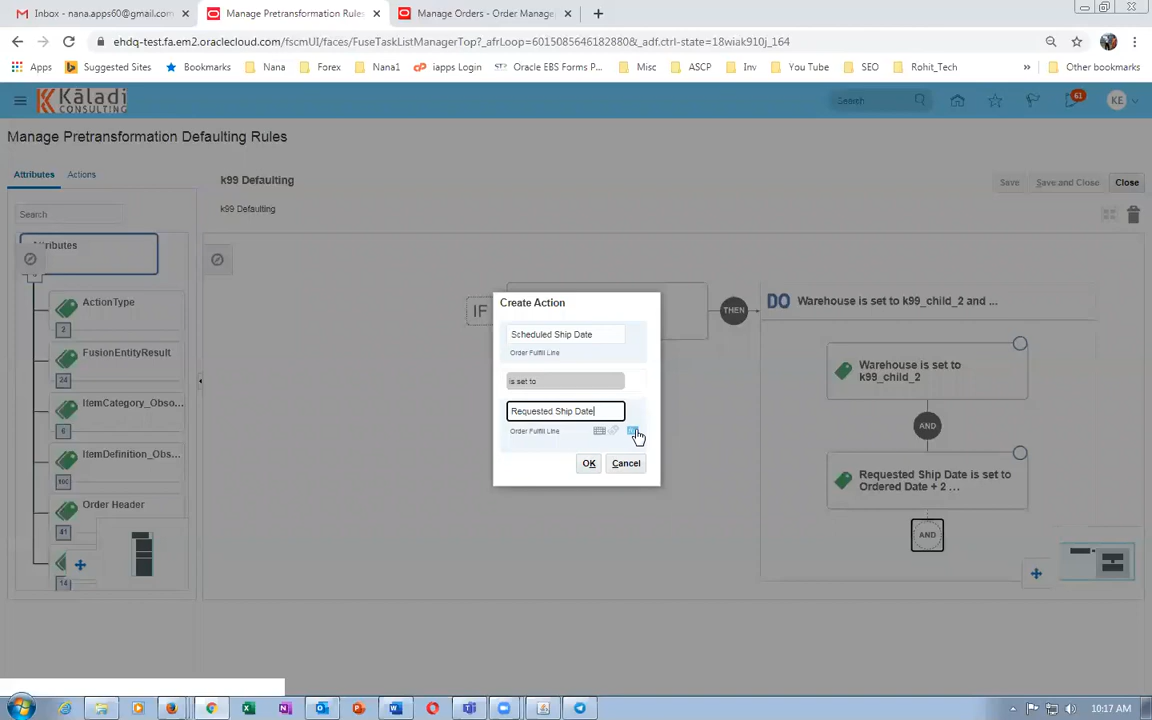 Inbox - nana.apps60@gmail.com
Manage Pretransformation Rules
Manage Orders - Order Manage
ehdq-test.fa.em2.oraclecloud.com/fscmUI/faces/FuseTaskListManagerTop?_afrLoop=6015085646182880&_adf.ctrl-state=18wiak910j_164
Apps
Suggested Sites
Bookmarks
Nana
Forex
Nana1
iapps Login
Oracle EBS Forms P...
Misc
ASCP
Inv
You Tube
SEO
Rohit_Tech
»
Other bookmarks
Kaladi
CONSULTING
Search
61
KE
Manage Pretransformation Defaulting Rules
Attributes
Actions
k99 Defaulting
Save
Save and Close
Close
k99 Defaulting
Search
Attributes
ActionType
2
FusionEntityResult
24
ItemCategory_Obso...
6
ItemDefinition_Obs...
Order Header
41
14
IF
THEN
DO
Warehouse is set to k99_child_2 and ...
Warehouse is set to
k99_child_2
AND
Requested Ship Date is set to
Ordered Date + 2 ...
AND
Create Action
Scheduled Ship Date
Order Fulfill Line
is set to
Requested Ship Date
Order Fulfill Line
OK
Cancel
10:17 AM